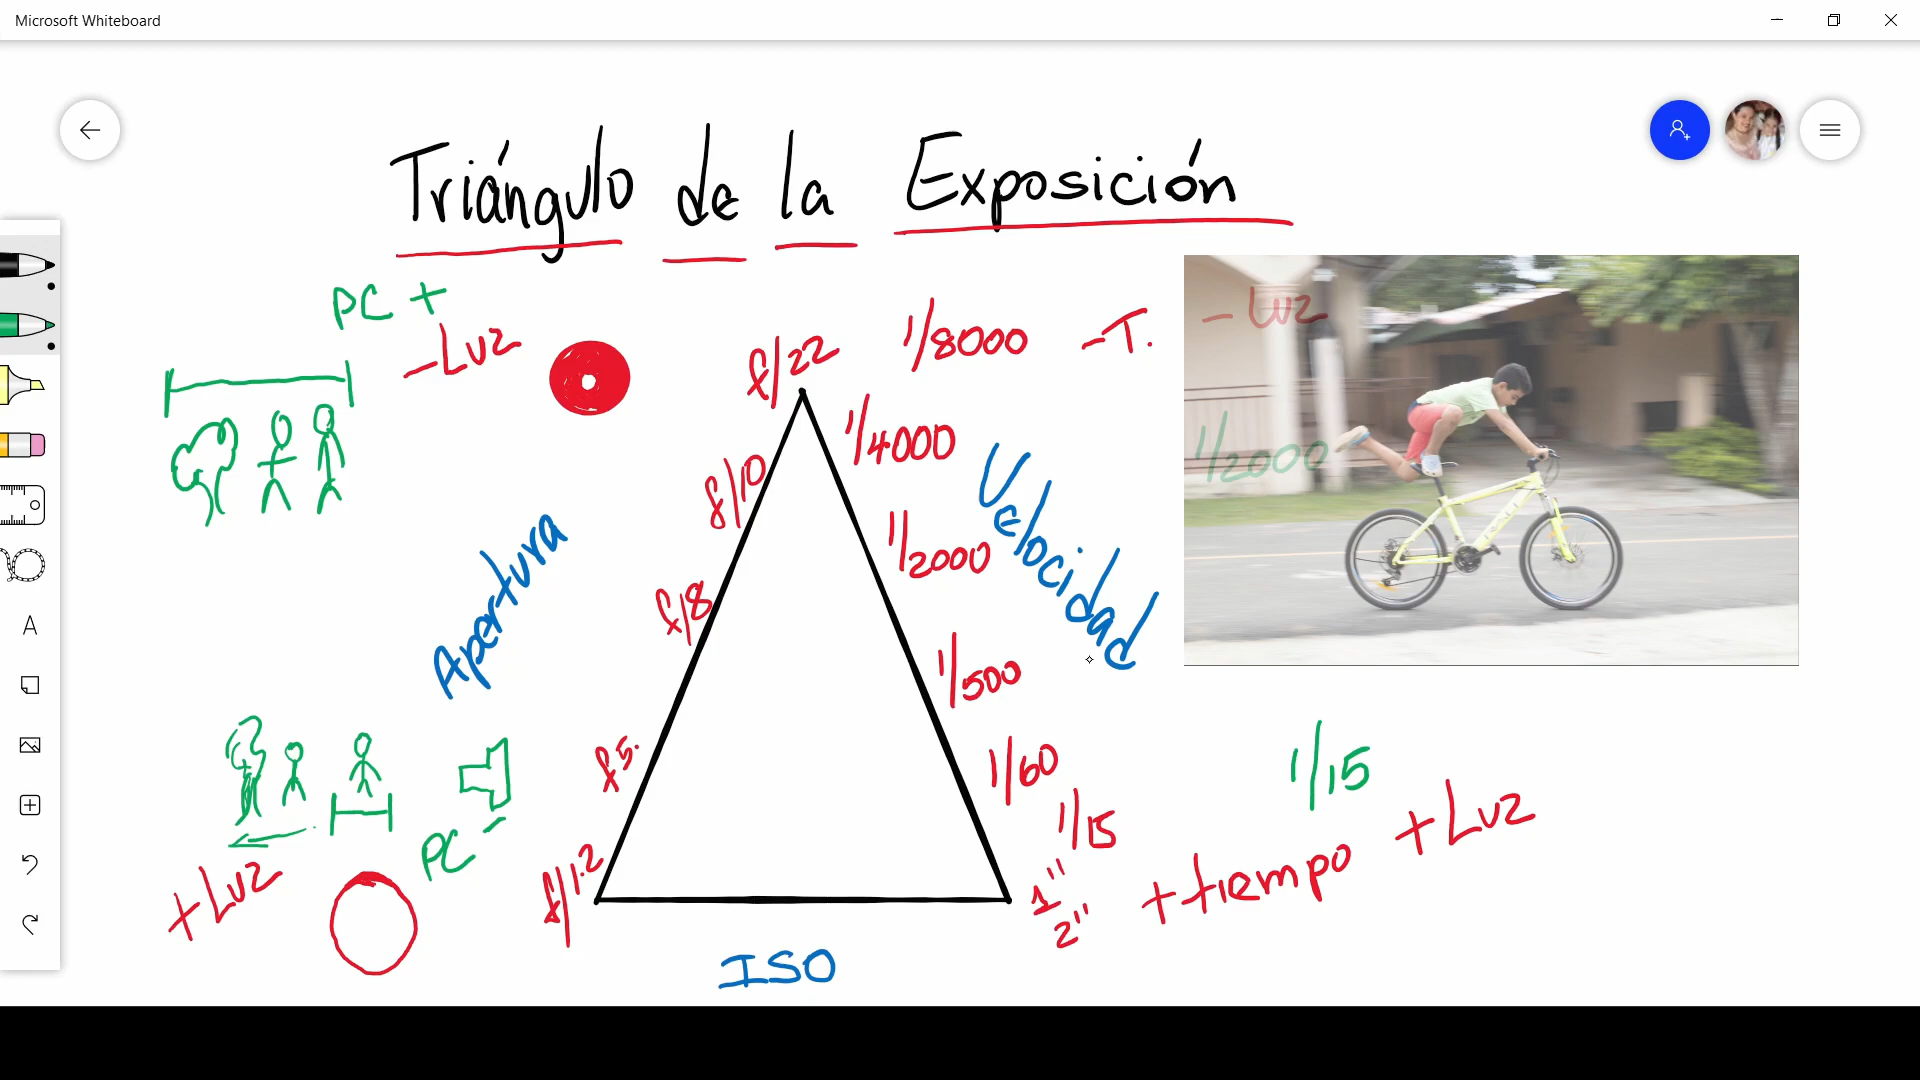 Microsoft Whiteboard
Triángulo de la Exposición
PC +
-Luz
f/22
1/8000 -T. -Luz
1/4000
f/10
1/2000
1/2000
Velocidad
Apertura
f/8
1/500
f5.
1/60
1/15
1/15
PC -
+Luz
f/1.2
1"
2"
+tiempo +Luz
ISO
A